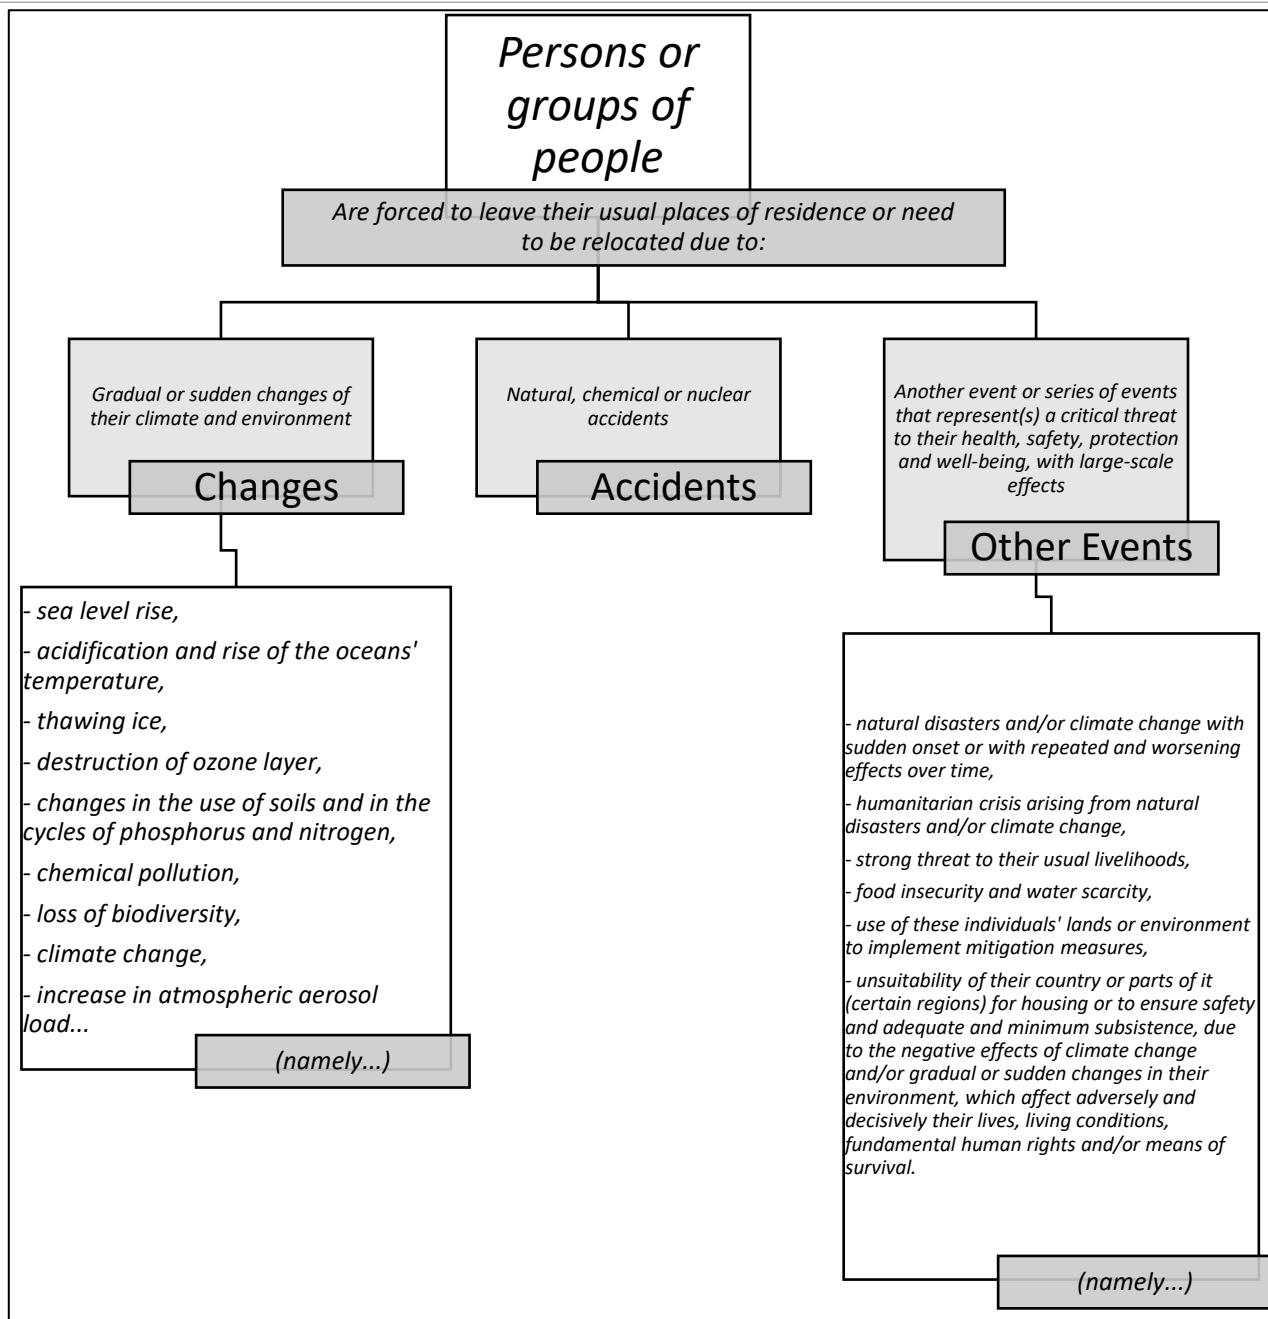 Persons or
groups of
people
Are forced to leave their usual places of residence or need
to be relocated due to:
Gradual or sudden changes of
their climate and environment
Changes
Natural, chemical or nuclear
accidents
Accidents
Another event or series of events
that represent(s) a critical threat
to their health, safety, protection
and well-being, with large-scale
effects
Other Events
- sea level rise,
- acidification and rise of the oceans'
temperature,
- thawing ice,
- destruction of ozone layer,
- changes in the use of soils and in the
cycles of phosphorus and nitrogen,
- chemical pollution,
- loss of biodiversity,
- climate change,
- increase in atmospheric aerosol
load...
(namely...)
- natural disasters and/or climate change with
sudden onset or with repeated and worsening
effects over time,
- humanitarian crisis arising from natural
disasters and/or climate change,
- strong threat to their usual livelihoods,
- food insecurity and water scarcity,
- use of these individuals' lands or environment
to implement mitigation measures,
- unsuitability of their country or parts of it
(certain regions) for housing or to ensure safety
and adequate and minimum subsistence, due
to the negative effects of climate change
and/or gradual or sudden changes in their
environment, which affect adversely and
decisively their lives, living conditions,
fundamental human rights and/or means of
survival.
(namely...)